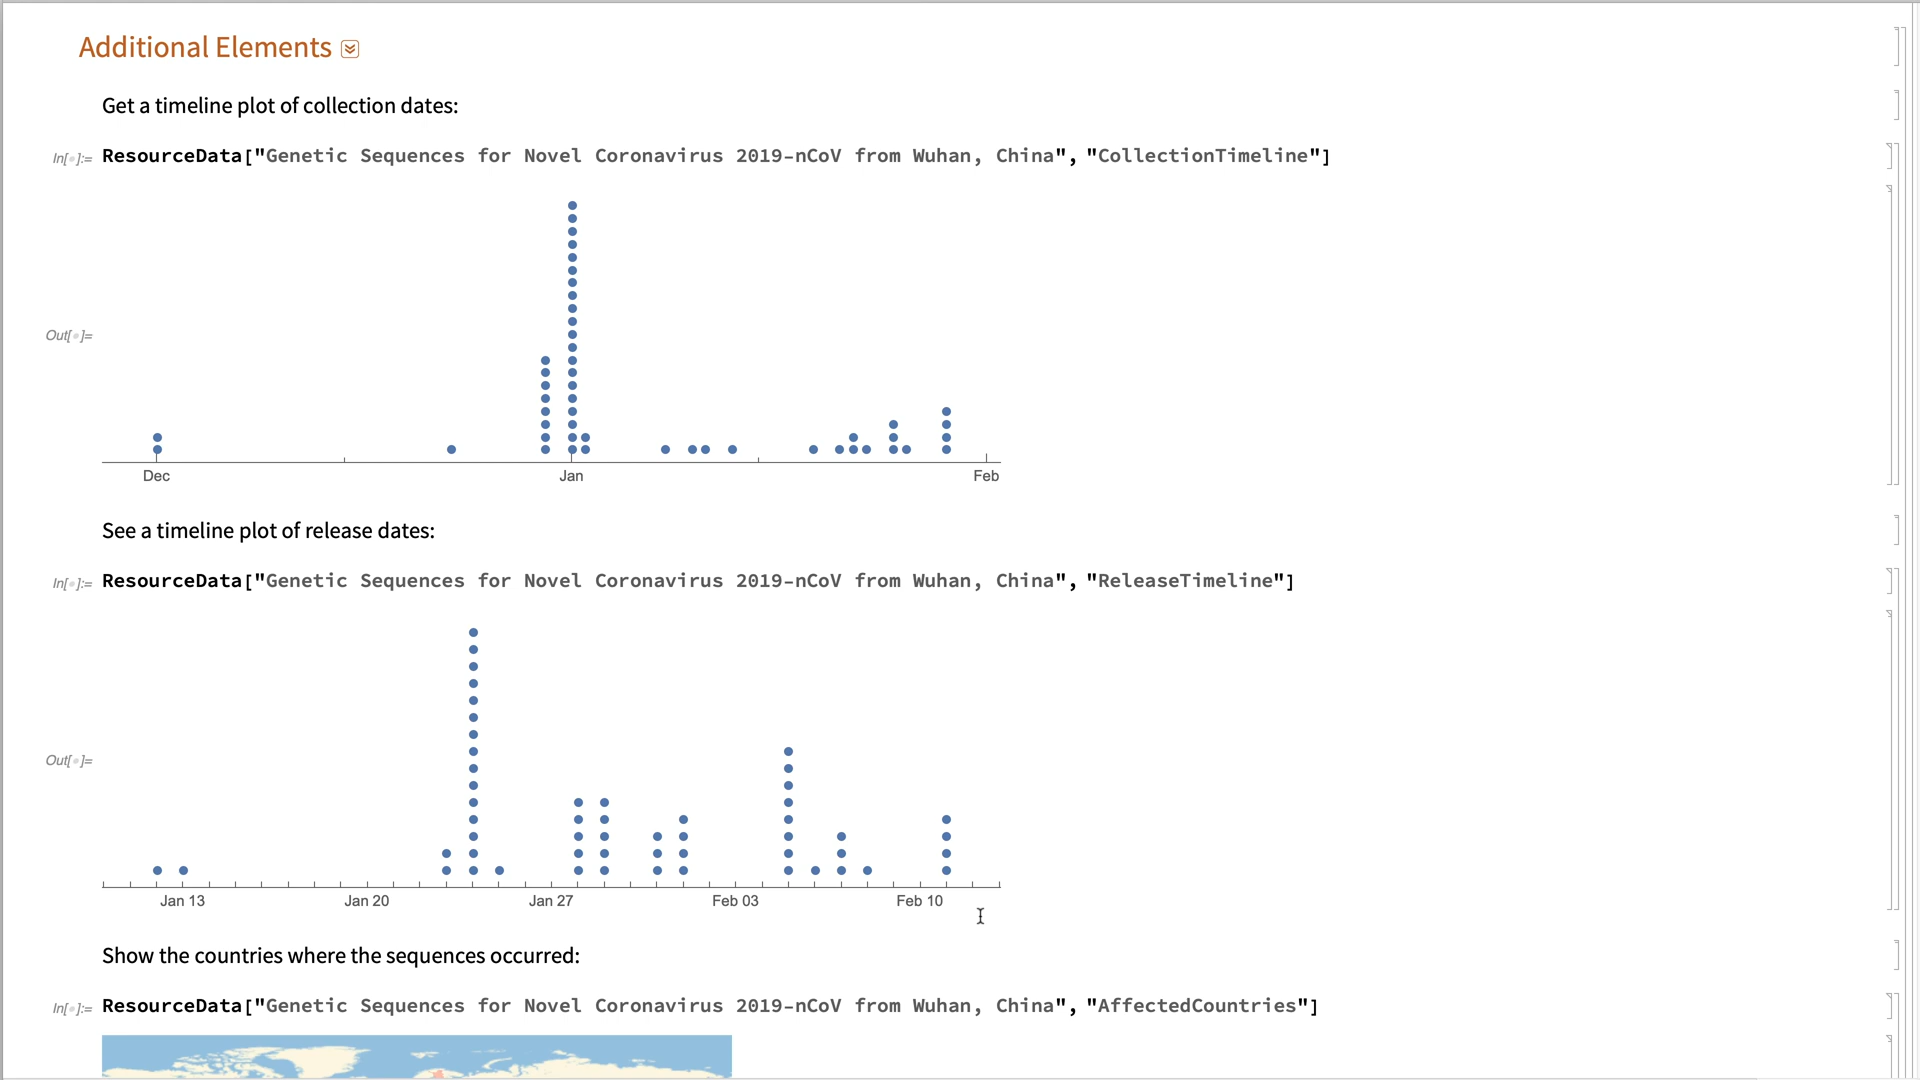 Additional Elements
Get a timeline plot of collection dates:
In[•]:= ResourceData["Genetic Sequences for Novel Coronavirus 2019-nCoV from Wuhan, China", "CollectionTimeline"]
Out[•]=
Dec Jan Feb
See a timeline plot of release dates:
In[•]:= ResourceData["Genetic Sequences for Novel Coronavirus 2019-nCoV from Wuhan, China", "ReleaseTimeline"]
Out[•]=
Jan 13 Jan 20 Jan 27 Feb 03 Feb 10
Show the countries where the sequences occurred:
In[•]:= ResourceData["Genetic Sequences for Novel Coronavirus 2019-nCoV from Wuhan, China", "AffectedCountries"]